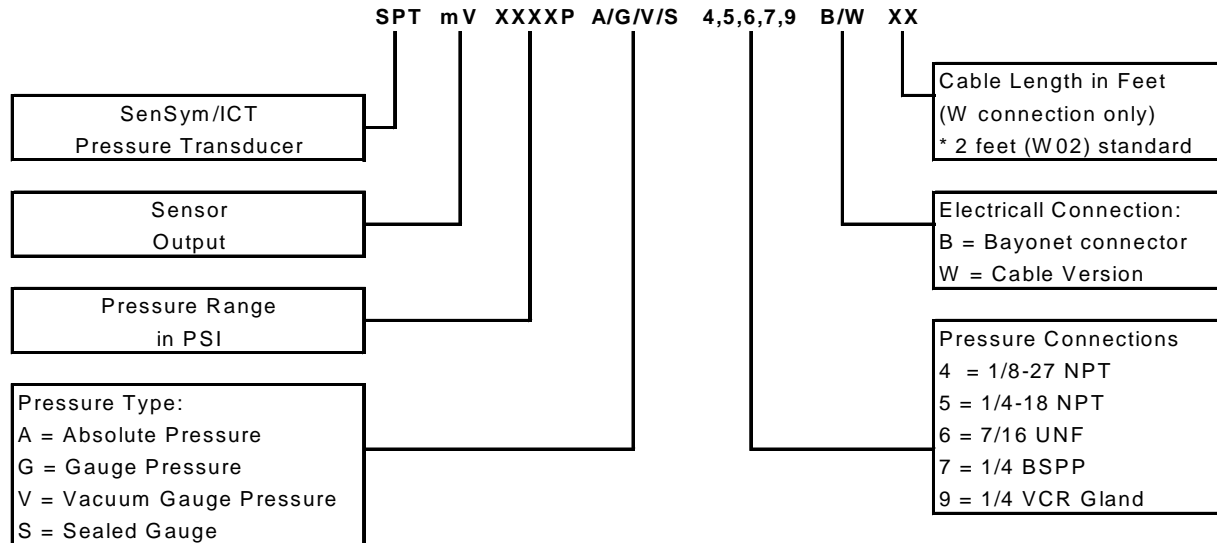 SPT mV XXXXP A/G/V/S 4,5,6,7,9 B/W XX
SenSym/ICT
Pressure Transducer
Sensor
Output
Pressure Range
in PSI
Pressure Type:
A = Absolute Pressure
G = Gauge Pressure
V = Vacuum Gauge Pressure
S = Sealed Gauge
Cable Length in Feet
(W connection only)
* 2 feet (W02) standard
Electricall Connection:
B = Bayonet connector
W = Cable Version
Pressure Connections
4 = 1/8-27 NPT
5 = 1/4-18 NPT
6 = 7/16 UNF
7 = 1/4 BSPP
9 = 1/4 VCR Gland